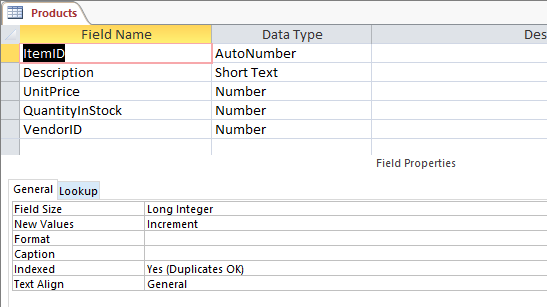 Products
Field Name Data Type Des
ItemID AutoNumber
Description Short Text
UnitPrice Number
QuantityInStock Number
VendorID Number
Field Properties
General Lookup
Field Size Long Integer
New Values Increment
Format
Caption
Indexed Yes (Duplicates OK)
Text Align General